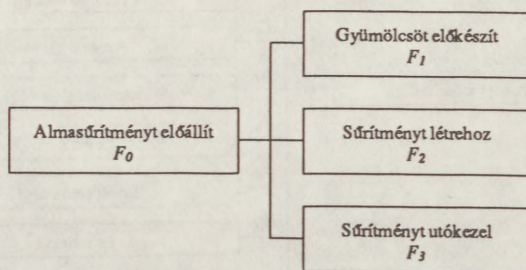 Gyümölcsöt előkészít
F1
Almasűrítményt előállít
F0
Sűrítményt létrehoz
F2
Sűrítményt utókezel
F3